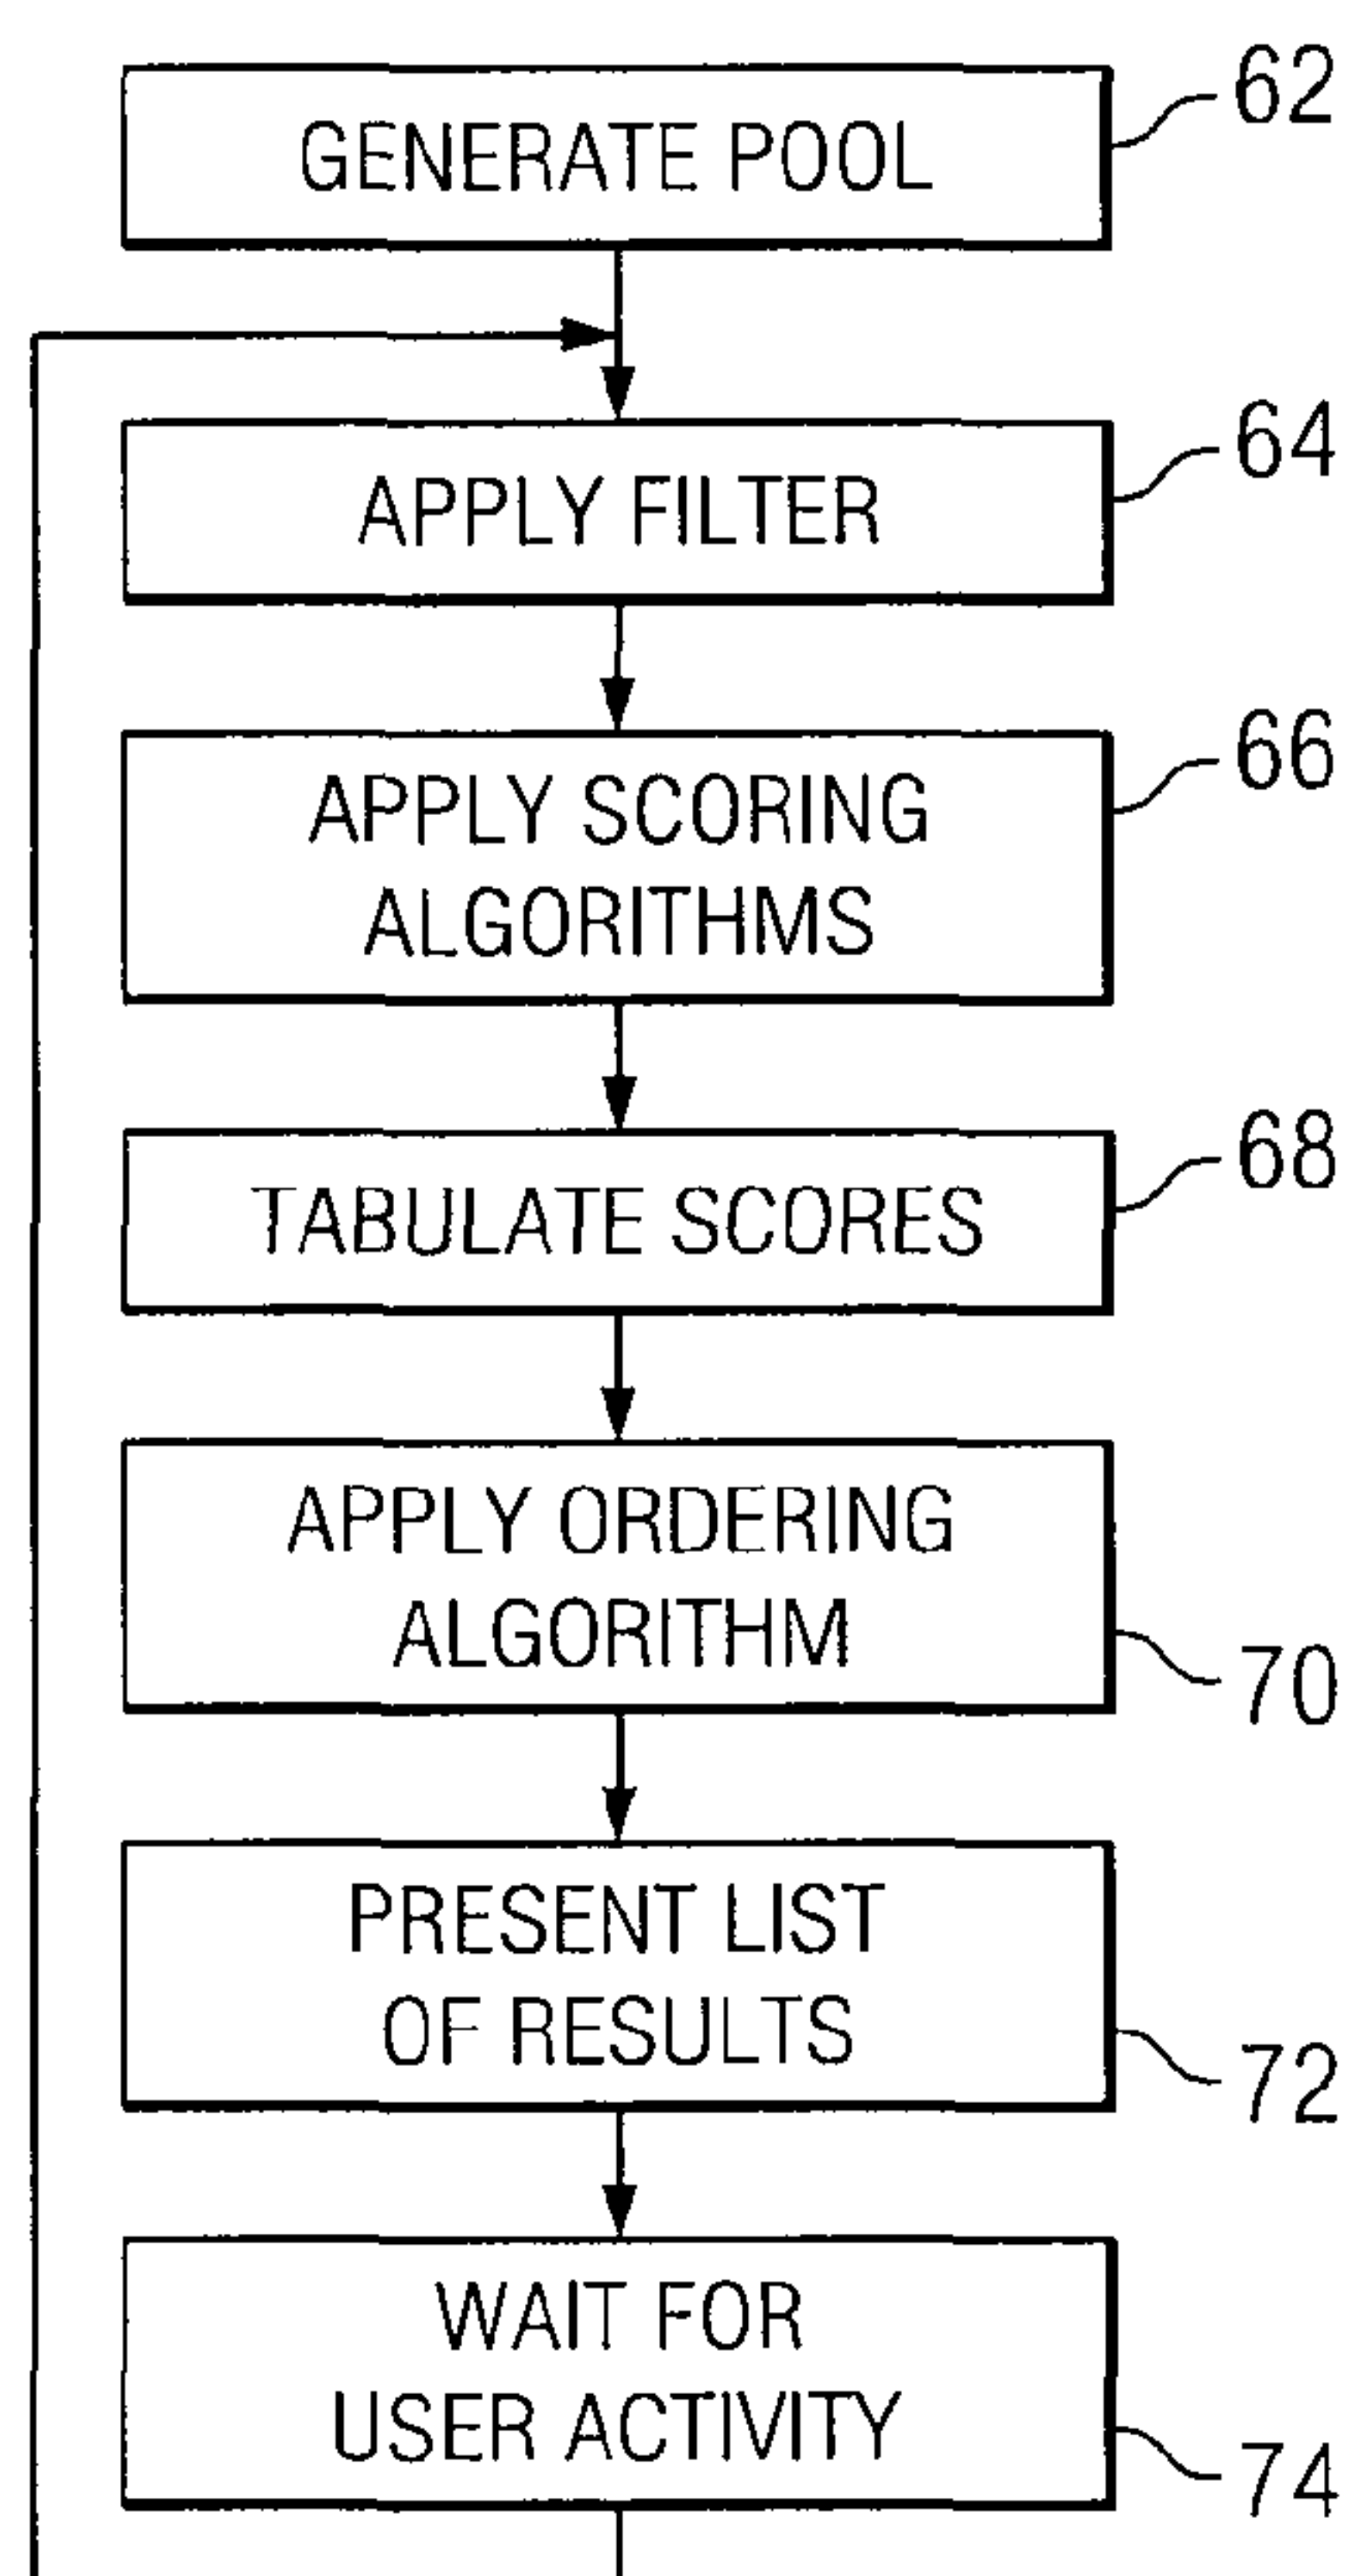 GENERATE POOL
62
APPLY FILTER
64
APPLY SCORING
ALGORITHMS
66
TABULATE SCORES
68
APPLY ORDERING
ALGORITHM
70
PRESENT LIST
OF RESULTS
72
WAIT FOR
USER ACTIVITY
74